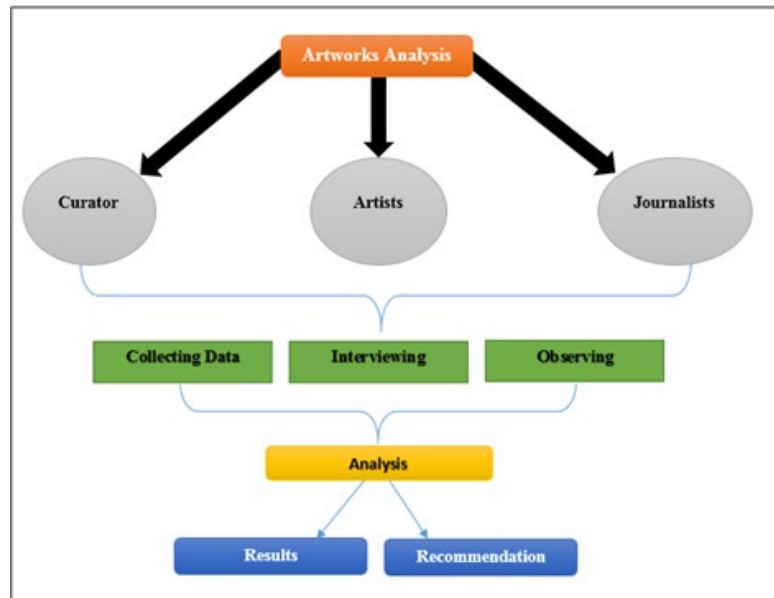 Artworks Analysis
Curator
Artists
Journalists
Collecting Data
Interviewing
Observing
Analysis
Results
Recommendation